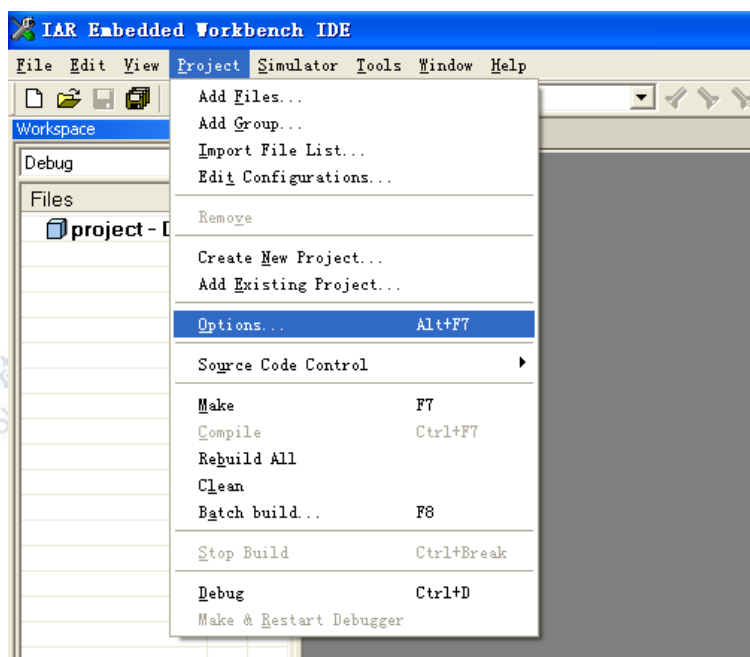 IAR Embedded Workbench IDE
File Edit View Project Simulator Tools Window Help
Workspace
Debug
Files
project - D
Add Files...
Add Group...
Import File List...
Edit Configurations...
Remove
Create New Project...
Add Existing Project...
Options... Alt+F7
Source Code Control
Make F7
Compile Ctrl+F7
Rebuild All
Clean
Batch build... F8
Stop Build Ctrl+Break
Debug Ctrl+D
Make & Restart Debugger